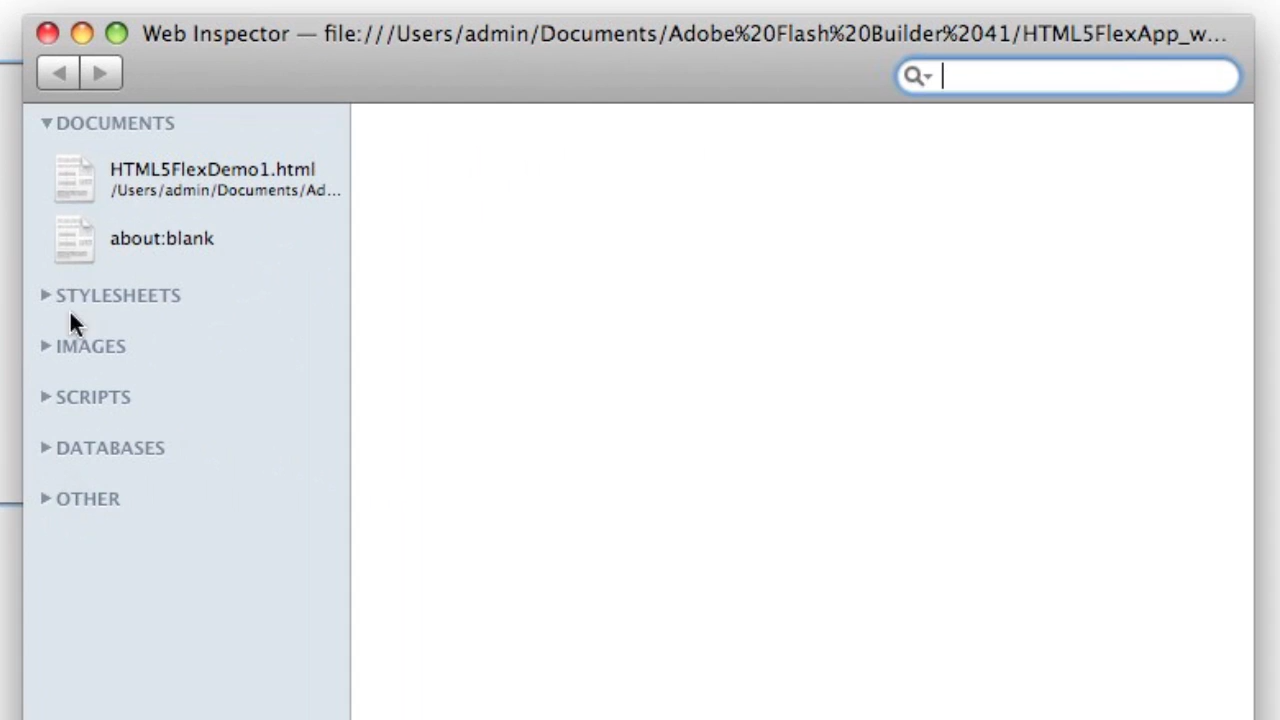 Web Inspector — file:///Users/admin/Documents/Adobe%20Flash%20Builder%2041/HTML5FlexApp_w...
DOCUMENTS
HTML5FlexDemo1.html
/Users/admin/Documents/Ad...
about:blank
STYLESHEETS
IMAGES
SCRIPTS
DATABASES
OTHER